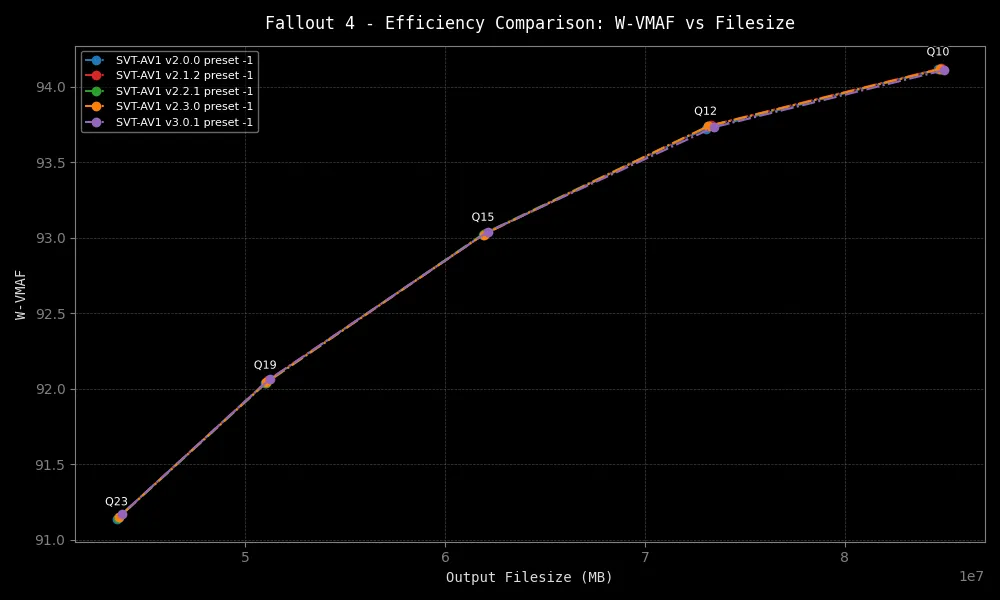 Fallout 4 - Efficiency Comparison: W-VMAF vs Filesize
SVT-AV1 v2.0.0 preset -1
SVT-AV1 v2.1.2 preset -1
SVT-AV1 v2.2.1 preset -1
SVT-AV1 v2.3.0 preset -1
SVT-AV1 v3.0.1 preset -1
Q10
Q12
Q15
Q19
Q23
94.0
93.5
93.0
92.5
92.0
91.5
91.0
W-VMAF
5
6
7
8
1e7
Output Filesize (MB)